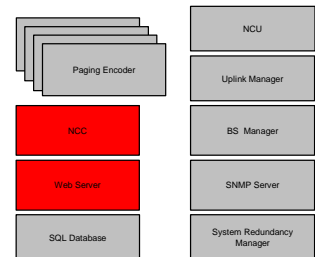 Paging Encoder
NCC
Web Server
SQL Database
NCU
Uplink Manager
BS Manager
SNMP Server
System Redundancy
Manager